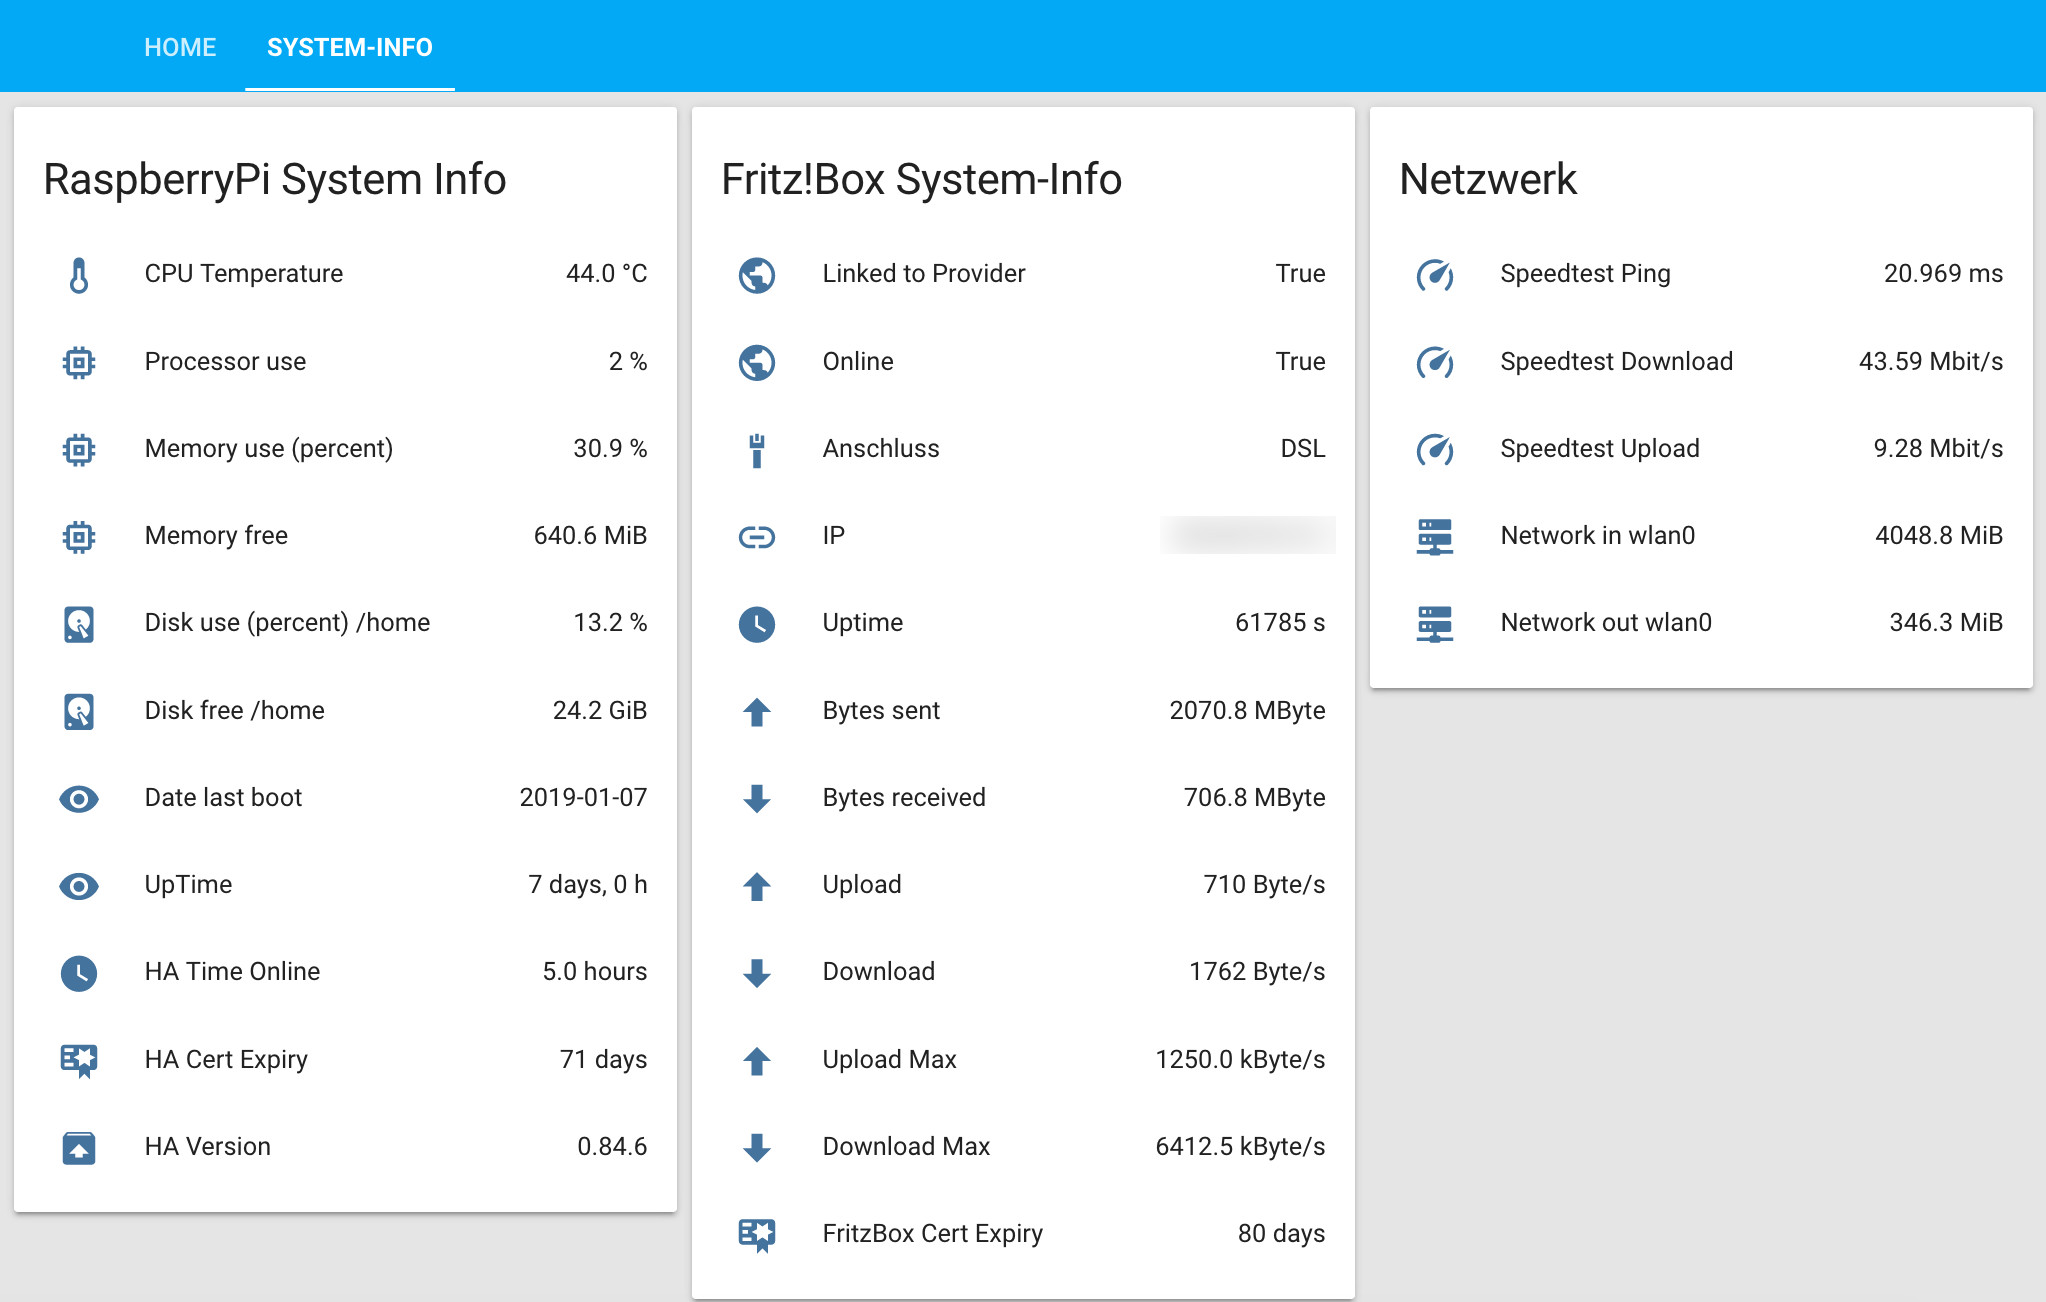 HOME SYSTEM-INFO
RaspberryPi System Info
CPU Temperature 44.0 °C
Processor use 2 %
Memory use (percent) 30.9 %
Memory free 640.6 MiB
Disk use (percent) /home 13.2 %
Disk free /home 24.2 GiB
Date last boot 2019-01-07
UpTime 7 days, 0 h
HA Time Online 5.0 hours
HA Cert Expiry 71 days
HA Version 0.84.6
Fritz!Box System-Info
Linked to Provider True
Online True
Anschluss DSL
IP
Uptime 61785 s
Bytes sent 2070.8 MByte
Bytes received 706.8 MByte
Upload 710 Byte/s
Download 1762 Byte/s
Upload Max 1250.0 kByte/s
Download Max 6412.5 kByte/s
FritzBox Cert Expiry 80 days
Netzwerk
Speedtest Ping 20.969 ms
Speedtest Download 43.59 Mbit/s
Speedtest Upload 9.28 Mbit/s
Network in wlan0 4048.8 MiB
Network out wlan0 346.3 MiB